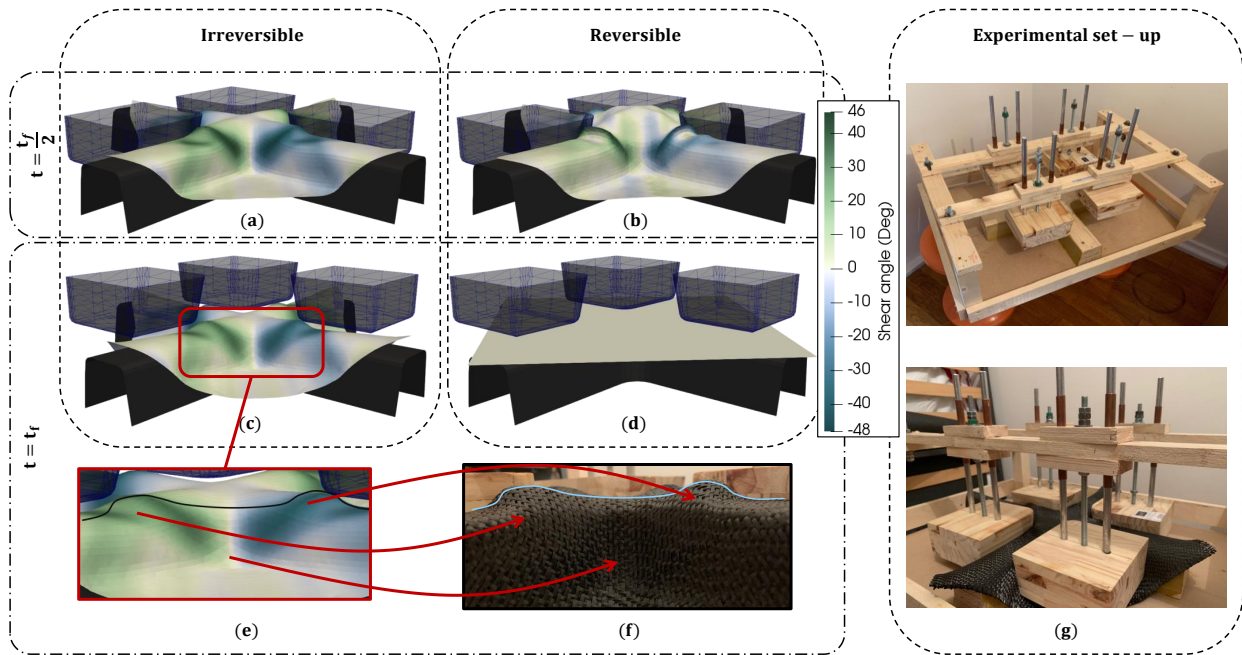 Irreversible
Reversible
Experimental set − up
t = t_f/2
(a)
(b)
46
40
30
20
10
0
-10
-20
-30
-40
-48
Shear angle (Deg)
t = t_f
(c)
(d)
(e)
(f)
(g)